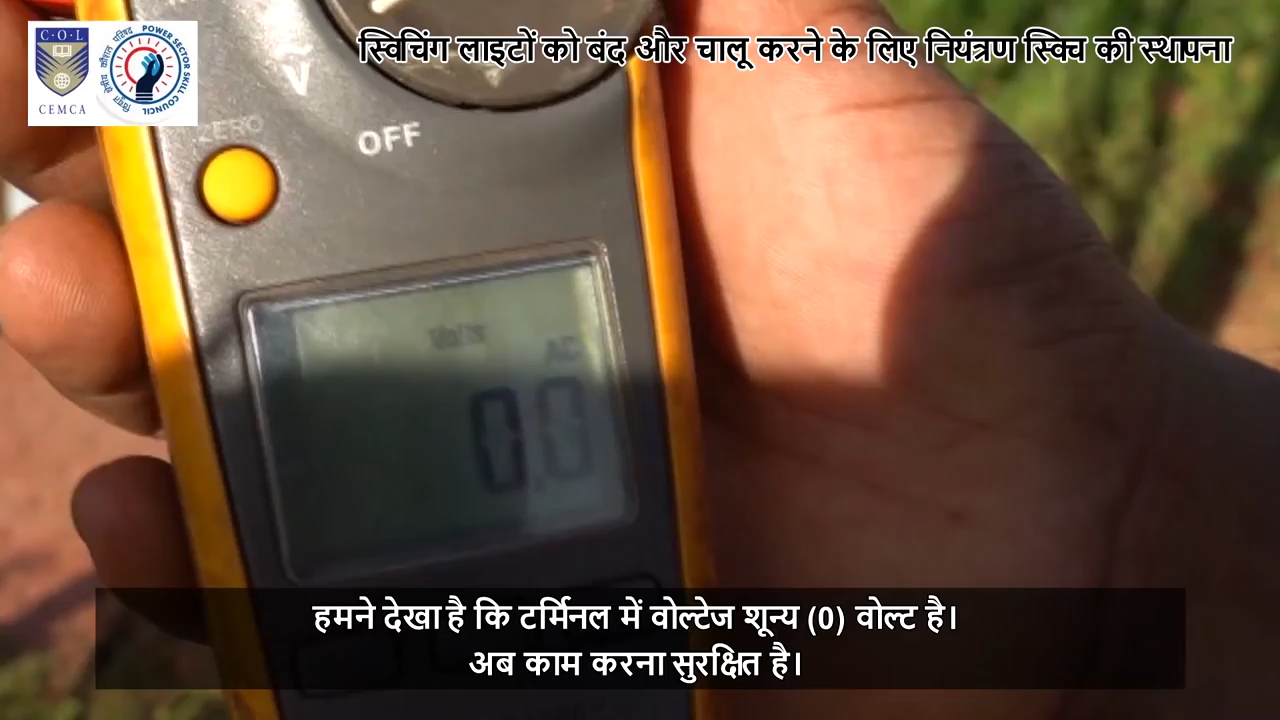 स्विचिंग लाइटों को बंद और चालू करने के लिए नियंत्रण स्विच की स्थापना
C·O·L
CEMCA
POWER SECTOR SKILL COUNCIL
V
ZERO
OFF
Volts
AC
0.0
हमने देखा है कि टर्मिनल में वोल्टेज शून्य (0) वोल्ट है।
अब काम करना सुरक्षित है।